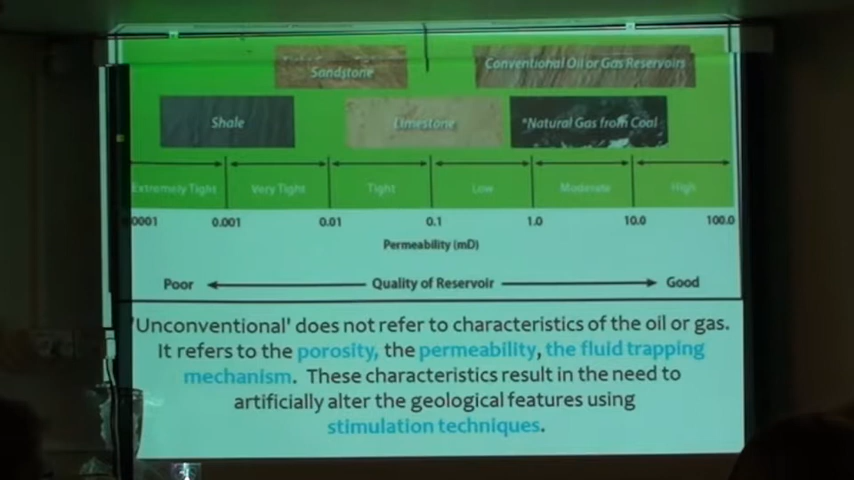 Sandstone
Conventional Oil or Gas Reservoirs
Shale
Limestone
*Natural Gas from Coal
Extremely Tight Very Tight Tight Low Moderate High
0001 0.001 0.01 0.1 1.0 10.0 100.0
Permeability (mD)
Poor Quality of Reservoir Good
'Unconventional' does not refer to characteristics of the oil or gas.
It refers to the porosity, the permeability, the fluid trapping
mechanism. These characteristics result in the need to
artificially alter the geological features using
stimulation techniques.